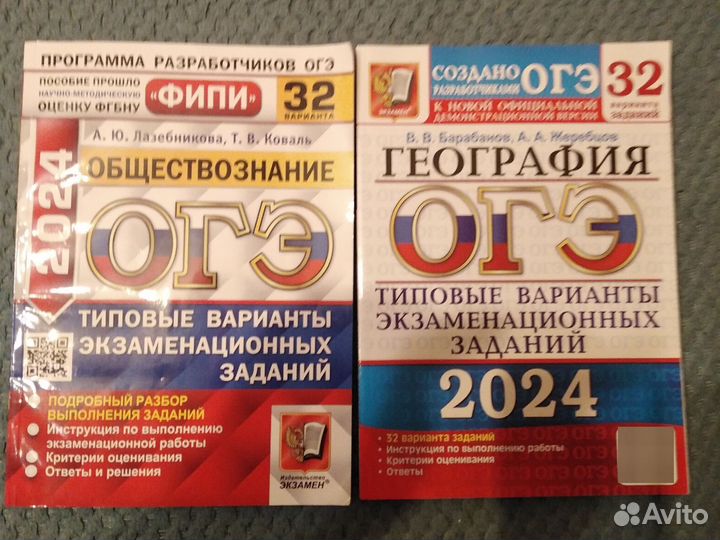 ПРОГРАММА РАЗРАБОТЧИКОВ ОГЭ
ПОСОБИЕ ПРОШЛО
НАУЧНО-МЕТОДИЧЕСКУЮ
ОЦЕНКУ ФГБНУ
"ФИПИ"
32
ВАРИАНТА
А. Ю. Лазебникова, Т. В. Коваль
ОБЩЕСТВОЗНАНИЕ
2024
ОГЭ
ТИПОВЫЕ ВАРИАНТЫ
ЭКЗАМЕНАЦИОННЫХ
ЗАДАНИЙ
ПОДРОБНЫЙ РАЗБОР
ВЫПОЛНЕНИЯ ЗАДАНИЙ
Инструкция по выполнению
экзаменационной работы
Критерии оценивания
Ответы и решения
Издательство
ЭКЗАМЕН®
ЭКЗАМЕН
СОЗДАНО
РАЗРАБОТЧИКАМИ
ОГЭ
32
варианта
заданий
К НОВОЙ ОФИЦИАЛЬНОЙ
ДЕМОНСТРАЦИОННОЙ ВЕРСИИ
В. В. Барабанов, А. А. Жеребцов
ГЕОГРАФИЯ
ОГЭ
ТИПОВЫЕ ВАРИАНТЫ
ЭКЗАМЕНАЦИОННЫХ
ЗАДАНИЙ
2024
• 32 варианта заданий
• Инструкция по выполнению работы
• Критерии оценивания
• Ответы
Avito